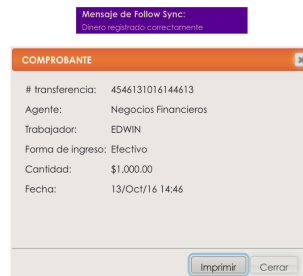 Mensaje de Follow Sync:
Dinero registrado correctamente
COMPROBANTE
# transferencia: 4546131016144613
Agente: Negocios Financieros
Trabajador: EDWIN
Forma de ingreso: Efectivo
Cantidad: $1,000.00
Fecha: 13/Oct/16 14:46
Imprimir Cerrar